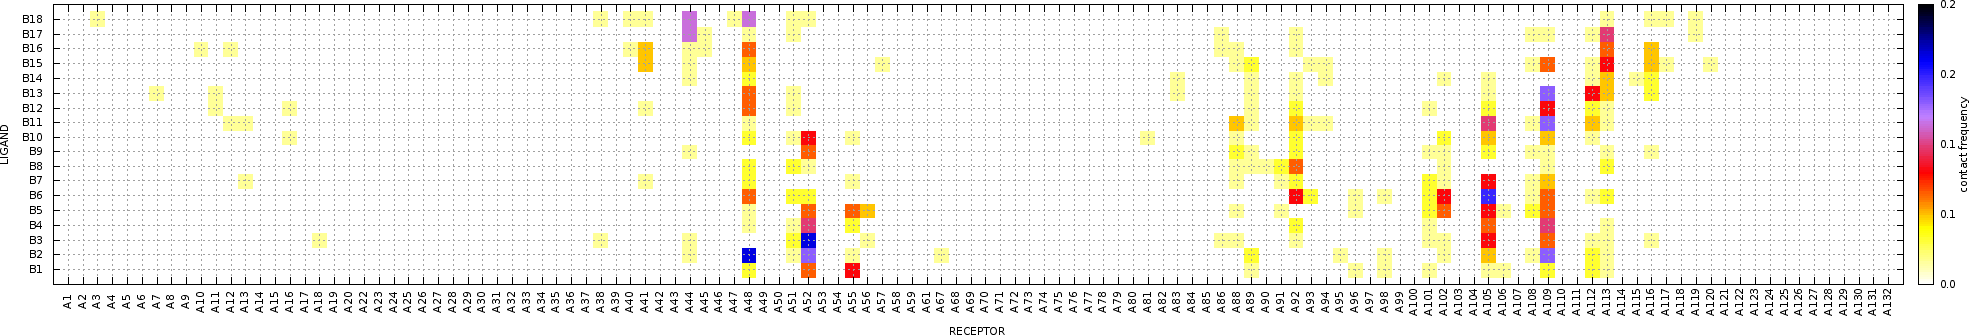 B18
B17
B16
B15
B14
B13
B12
B11
B10
B9
B8
B7
B6
B5
B4
B3
B2
B1
LIGAND
A1 A2 A3 A4 A5 A6 A7 A8 A9 A10 A11 A12 A13 A14 A15 A16 A17 A18 A19 A20 A21 A22 A23 A24 A25 A26 A27 A28 A29 A30 A31 A32 A33 A34 A35 A37 A38 A39 A40 A41 A42 A43 A44 A45 A46 A47 A48 A49 A50 A51 A52 A53 A54 A55 A56 A57 A58 A59 A61 A67 A68 A69 A70 A71 A72 A73 A74 A75 A76 A77 A78 A79 A80 A81 A82 A83 A84 A85 A86 A88 A89 A90 A91 A92 A93 A94 A95 A96 A97 A98 A99 A100 A101 A102 A103 A104 A105 A106 A107 A108 A109 A110 A111 A112 A113 A114 A115 A116 A117 A118 A119 A120 A121 A122 A123 A124 A125 A126 A127 A128 A129 A130 A131 A132
RECEPTOR
0.2
0.2
0.1
0.1
0.0
contact frequency